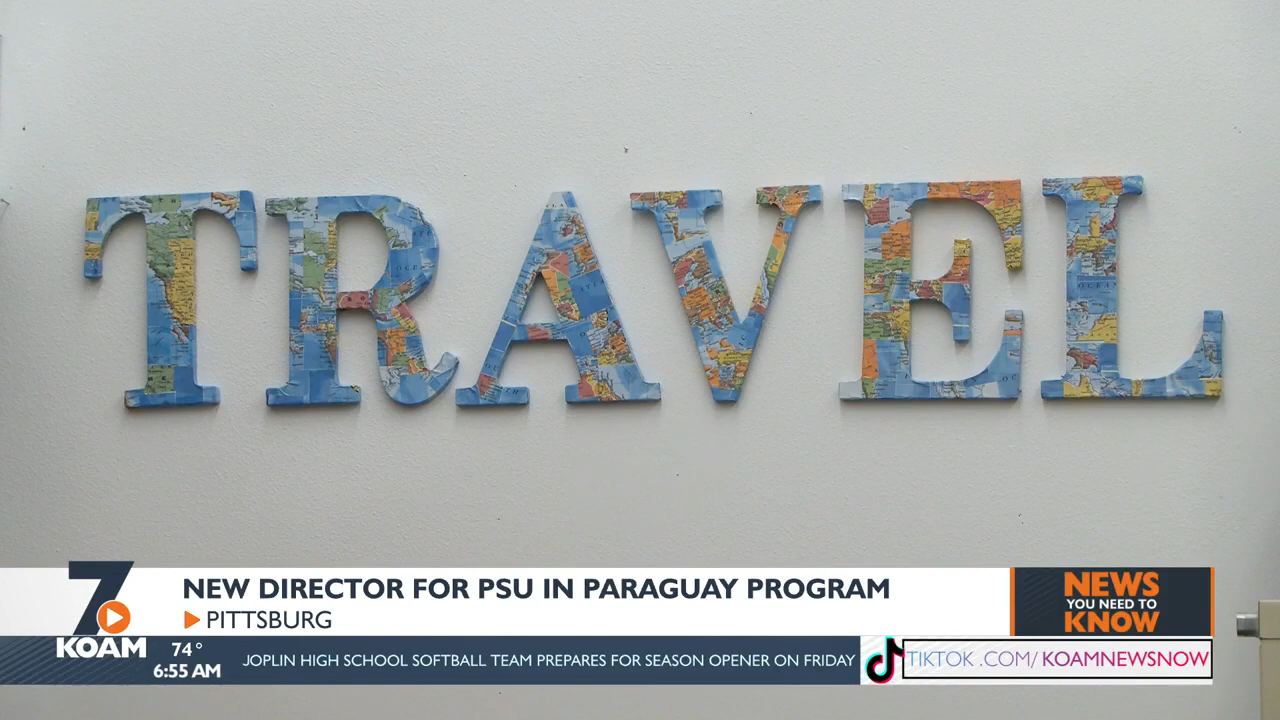 TRAVEL
NEW DIRECTOR FOR PSU IN PARAGUAY PROGRAM
PITTSBURG
NEWS
YOU NEED TO
KNOW
7
KOAM
74°
6:55 AM
JOPLIN HIGH SCHOOL SOFTBALL TEAM PREPARES FOR SEASON OPENER ON FRIDAY
TIKTOK .COM/ KOAMNEWSNOW